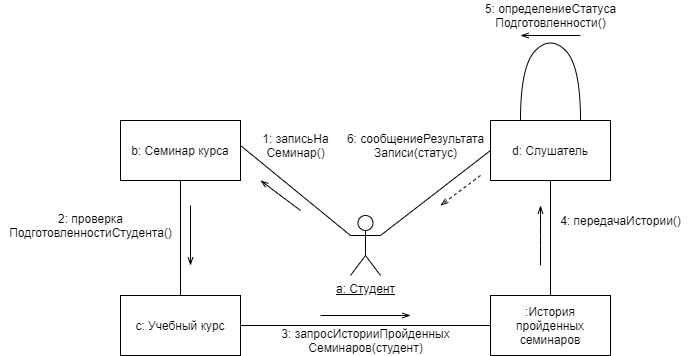 5: определениеСтатуса
Подготовленности()
b: Семинар курса
1: записьНа
Семинар()
6: сообщениеРезультата
Записи(статус)
d: Слушатель
2: проверка
ПодготовленностиСтудента()
4: передачаИстории()
a: Студент
c: Учебный курс
3: запросИсторииПройденных
Семинаров(студент)
:История
пройденных
семинаров